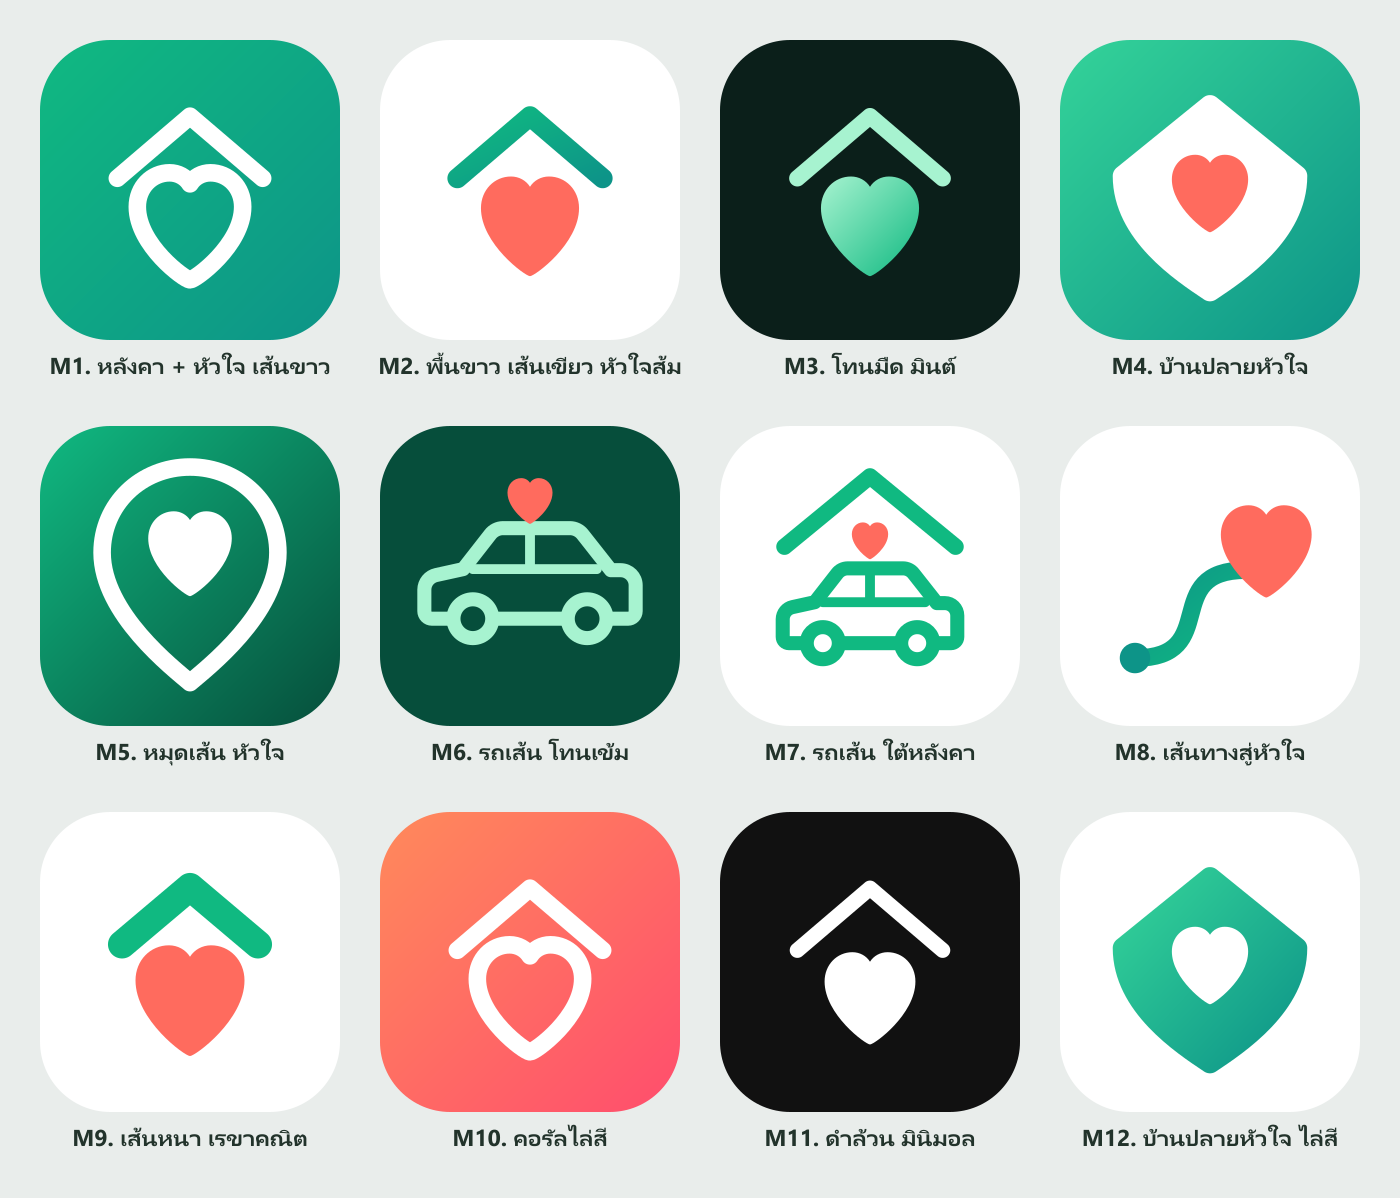 M1. หลังคา + หัวใจ เส้นขาว
M2. พื้นขาว เส้นเขียว หัวใจส้ม
M3. โทนมืด มินต์
M4. บ้านปลายหัวใจ
M5. หมุดเส้น หัวใจ
M6. รถเส้น โทนเข้ม
M7. รถเส้น ใต้หลังคา
M8. เส้นทางสู่หัวใจ
M9. เส้นหนา เรขาคณิต
M10. คอรัลไล่สี
M11. ดำล้วน มินิมอล
M12. บ้านปลายหัวใจ ไล่สี